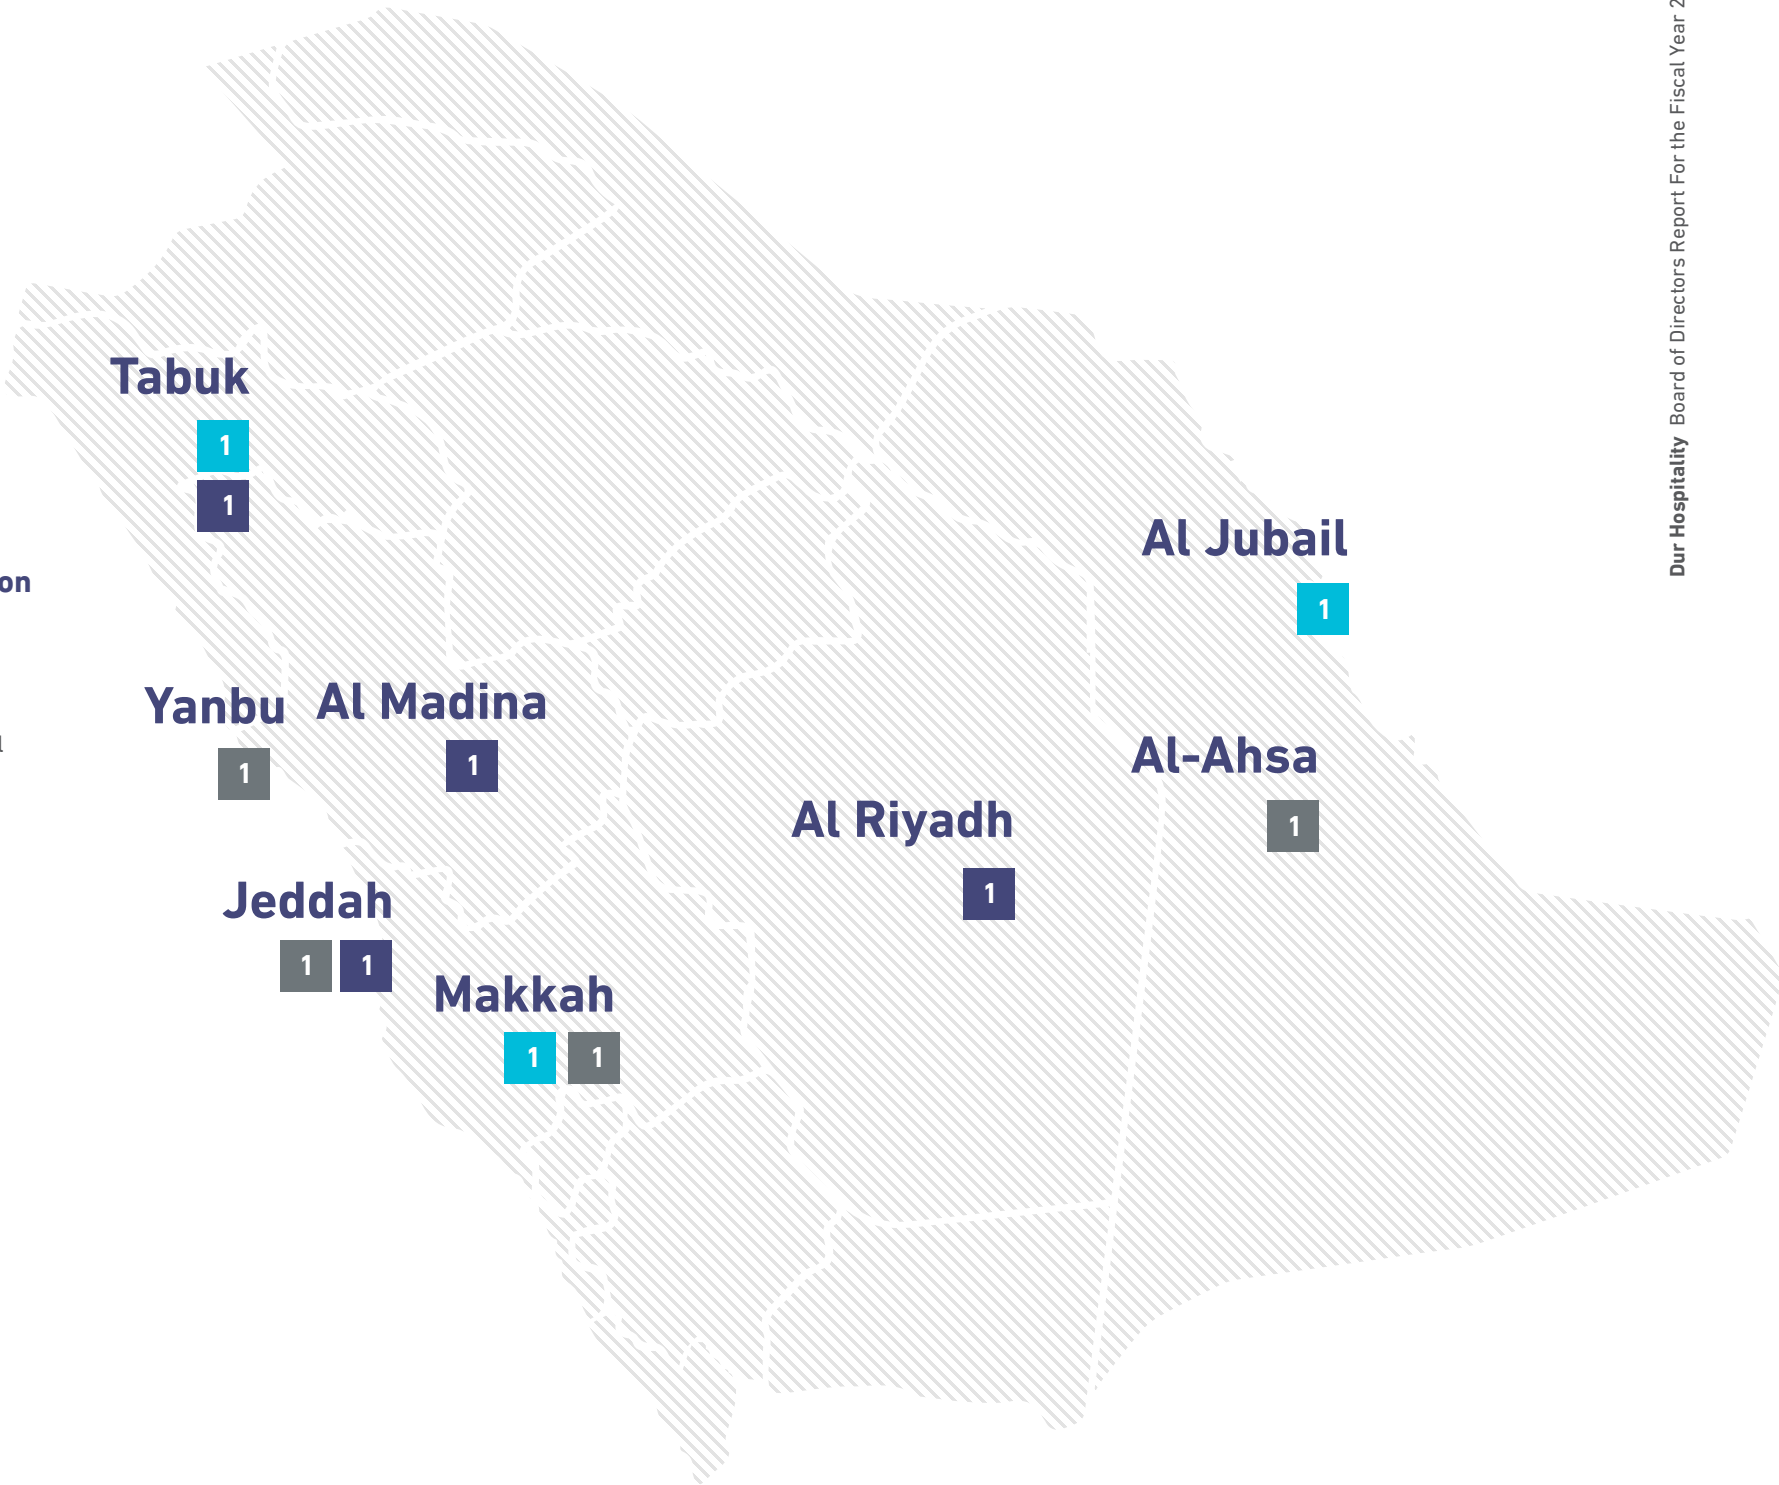 Dur Hospitality Board of Directors Report For the Fiscal Year
Tabuk
1
1
Al Jubail
1
on
Yanbu
1
Al Madina
1
Al-Ahsa
1
Al Riyadh
1
Jeddah
1 1
Makkah
1 1